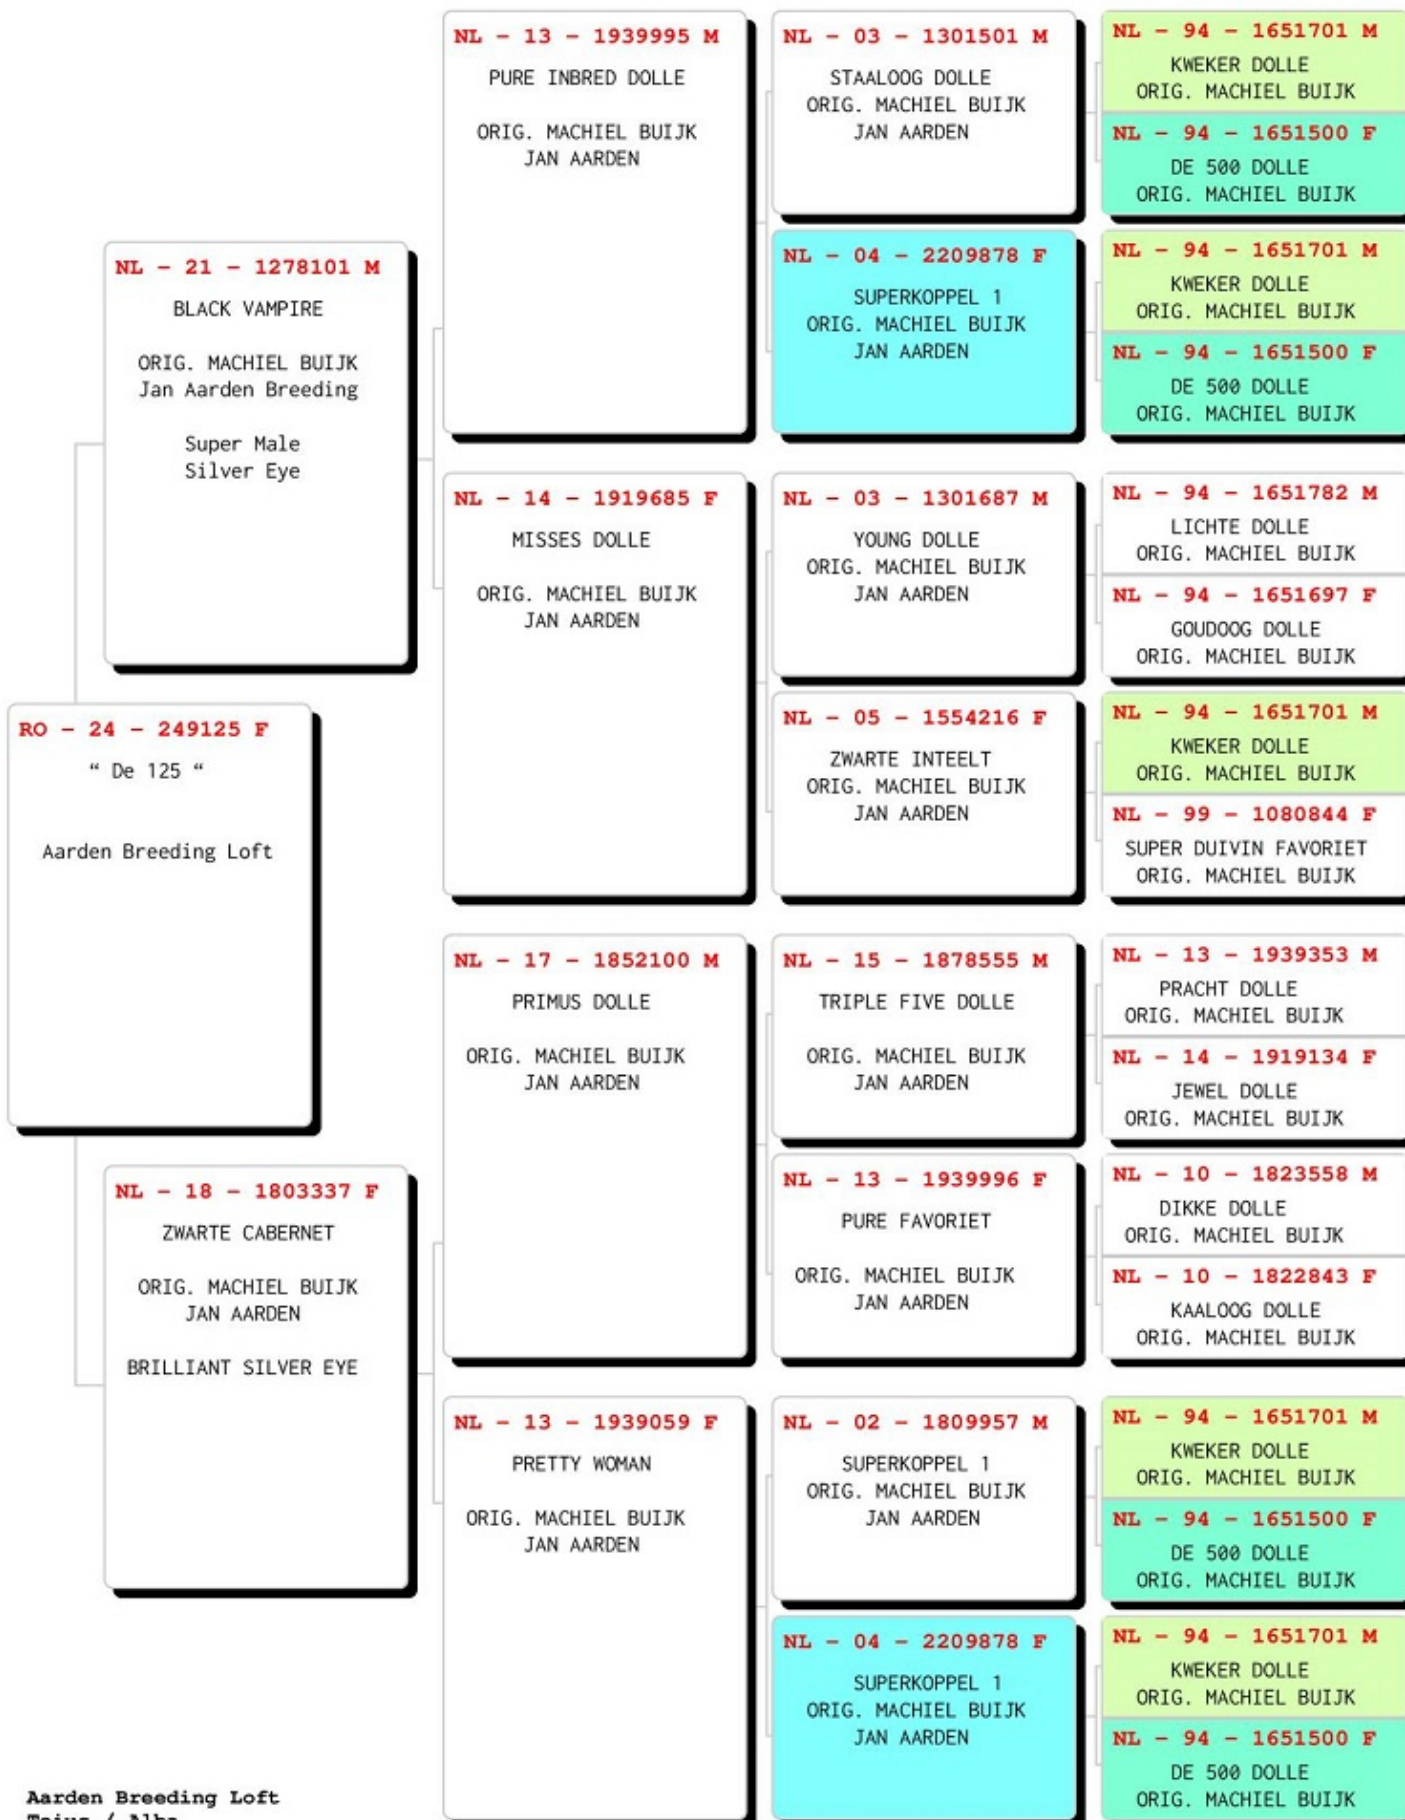 RO - 24 - 249125 F
“ De 125 “
Aarden Breeding Loft
NL - 21 - 1278101 M
BLACK VAMPIRE
ORIG. MACHIEL BUIJK
Jan Aarden Breeding
Super Male
Silver Eye
NL - 18 - 1803337 F
ZWARTE CABERNET
ORIG. MACHIEL BUIJK
JAN AARDEN
BRILLIANT SILVER EYE
NL - 13 - 1939995 M
PURE INBRED DOLLE
ORIG. MACHIEL BUIJK
JAN AARDEN
NL - 14 - 1919685 F
MISSES DOLLE
ORIG. MACHIEL BUIJK
JAN AARDEN
NL - 17 - 1852100 M
PRIMUS DOLLE
ORIG. MACHIEL BUIJK
JAN AARDEN
NL - 13 - 1939059 F
PRETTY WOMAN
ORIG. MACHIEL BUIJK
JAN AARDEN
NL - 03 - 1301501 M
STAALOOG DOLLE
ORIG. MACHIEL BUIJK
JAN AARDEN
NL - 04 - 2209878 F
SUPERKOPPEL 1
ORIG. MACHIEL BUIJK
JAN AARDEN
NL - 03 - 1301687 M
YOUNG DOLLE
ORIG. MACHIEL BUIJK
JAN AARDEN
NL - 05 - 1554216 F
ZWARTE INTEELT
ORIG. MACHIEL BUIJK
JAN AARDEN
NL - 15 - 1878555 M
TRIPLE FIVE DOLLE
ORIG. MACHIEL BUIJK
JAN AARDEN
NL - 13 - 1939996 F
PURE FAVORIET
ORIG. MACHIEL BUIJK
JAN AARDEN
NL - 02 - 1809957 M
SUPERKOPPEL 1
ORIG. MACHIEL BUIJK
JAN AARDEN
NL - 04 - 2209878 F
SUPERKOPPEL 1
ORIG. MACHIEL BUIJK
JAN AARDEN
NL - 94 - 1651701 M
KWEKER DOLLE
ORIG. MACHIEL BUIJK
NL - 94 - 1651500 F
DE 500 DOLLE
ORIG. MACHIEL BUIJK
NL - 94 - 1651701 M
KWEKER DOLLE
ORIG. MACHIEL BUIJK
NL - 94 - 1651500 F
DE 500 DOLLE
ORIG. MACHIEL BUIJK
NL - 94 - 1651782 M
LICHTE DOLLE
ORIG. MACHIEL BUIJK
NL - 94 - 1651697 F
GOUDOOG DOLLE
ORIG. MACHIEL BUIJK
NL - 94 - 1651701 M
KWEKER DOLLE
ORIG. MACHIEL BUIJK
NL - 99 - 1080844 F
SUPER DUIVIN FAVORIET
ORIG. MACHIEL BUIJK
NL - 13 - 1939353 M
PRACHT DOLLE
ORIG. MACHIEL BUIJK
NL - 14 - 1919134 F
JEWEL DOLLE
ORIG. MACHIEL BUIJK
NL - 10 - 1823558 M
DIKKE DOLLE
ORIG. MACHIEL BUIJK
NL - 10 - 1822843 F
KAALOOG DOLLE
ORIG. MACHIEL BUIJK
NL - 94 - 1651701 M
KWEKER DOLLE
ORIG. MACHIEL BUIJK
NL - 94 - 1651500 F
DE 500 DOLLE
ORIG. MACHIEL BUIJK
NL - 94 - 1651701 M
KWEKER DOLLE
ORIG. MACHIEL BUIJK
NL - 94 - 1651500 F
DE 500 DOLLE
ORIG. MACHIEL BUIJK
Aarden Breeding Loft